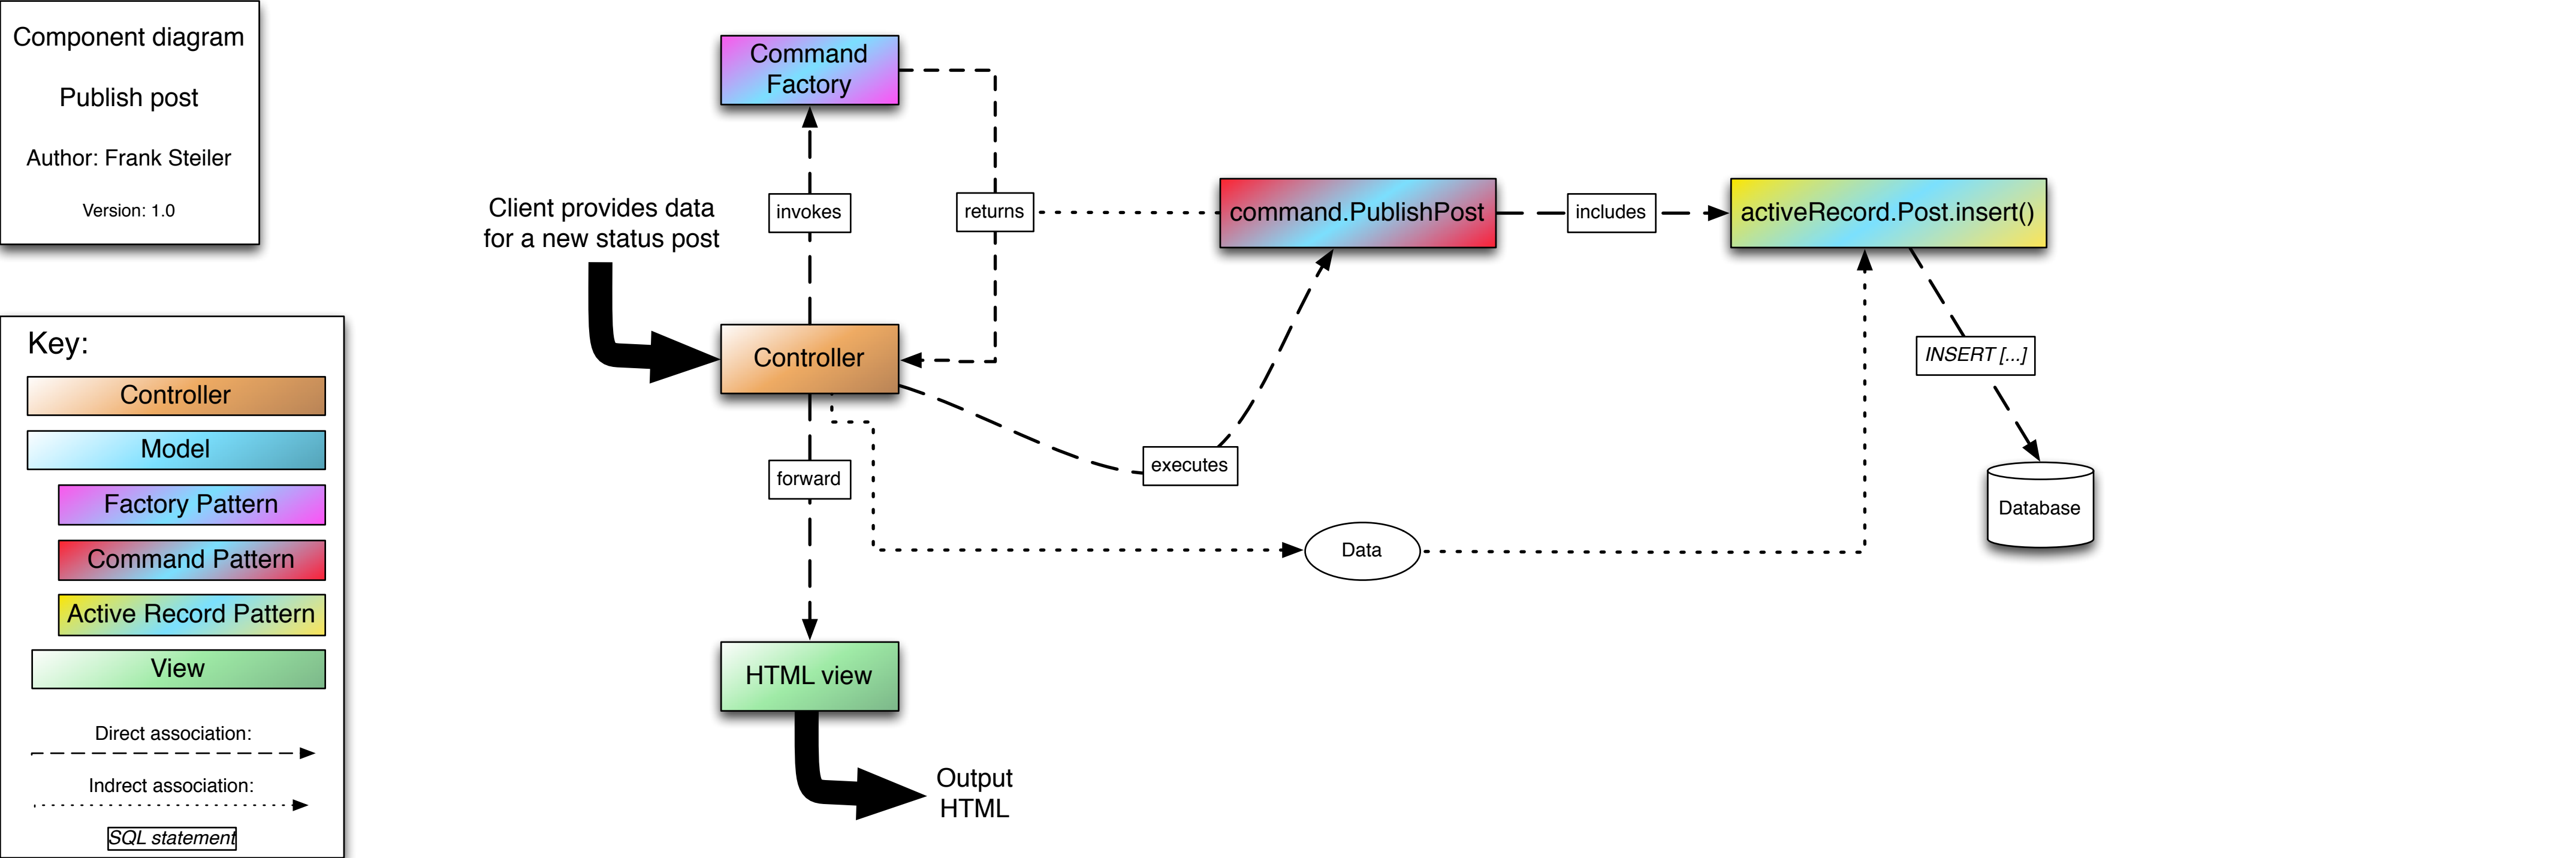 Component diagram
Publish post
Author: Frank Steiler
Version: 1.0
Key:
Controller
Model
Factory Pattern
Command Pattern
Active Record Pattern
View
Direct association:
Indirect association:
SQL statement
Command
Factory
Client provides data
for a new status post
invokes
returns
command.PublishPost
includes
activeRecord.Post.insert()
Controller
INSERT [...]
executes
forward
Database
Data
HTML view
Output
HTML